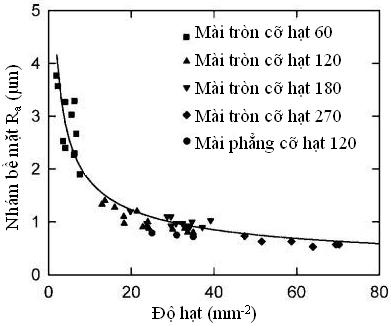 5
4
3
2
1
0
Nhám bề mặt Rₐ (μm)
Mài tròn cỡ hạt 60
Mài tròn cỡ hạt 120
Mài tròn cỡ hạt 180
Mài tròn cỡ hạt 270
Mài phẳng cỡ hạt 120
0 20 40 60 80
Độ hạt (mm⁻²)